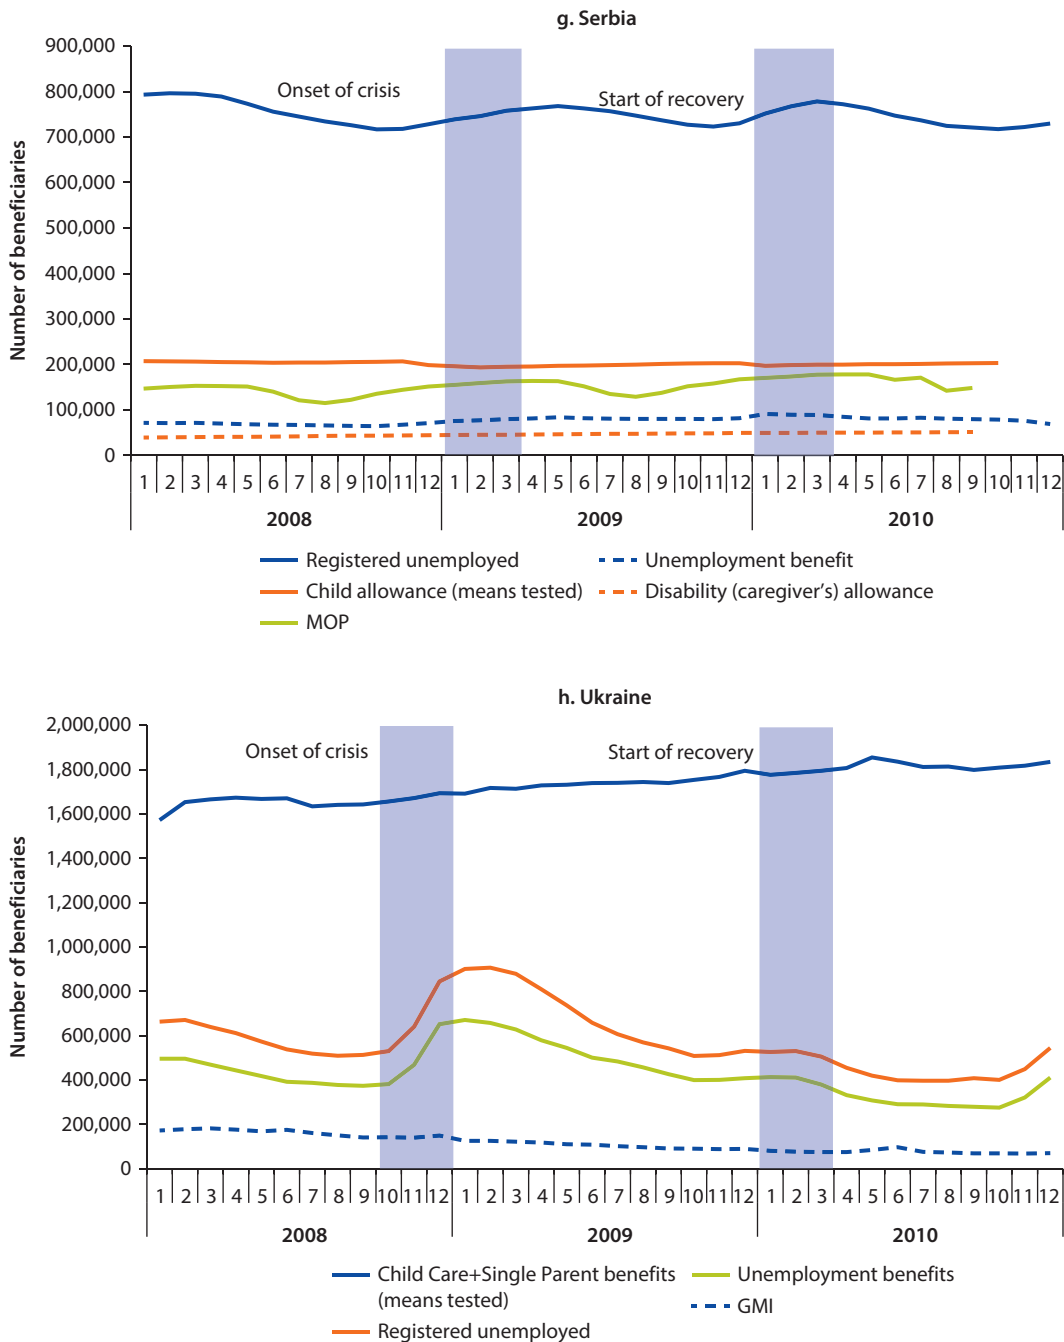 g. Serbia
900,000
800,000
700,000
600,000
500,000
400,000
300,000
200,000
100,000
0
Number of beneficiaries
Onset of crisis
Start of recovery
1 2 3 4 5 6 7 8 9 10 11 12 1 2 3 4 5 6 7 8 9 10 11 12 1 2 3 4 5 6 7 8 9 10 11 12
2008 2009 2010
Registered unemployed
Unemployment benefit
Child allowance (means tested)
Disability (caregiver's) allowance
MOP
h. Ukraine
2,000,000
1,800,000
1,600,000
1,400,000
1,200,000
1,000,000
800,000
600,000
400,000
200,000
0
Number of beneficiaries
Onset of crisis
Start of recovery
1 2 3 4 5 6 7 8 9 10 11 12 1 2 3 4 5 6 7 8 9 10 11 12 1 2 3 4 5 6 7 8 9 10 11 12
2008 2009 2010
Child Care+Single Parent benefits
(means tested)
Unemployment benefits
GMI
Registered unemployed